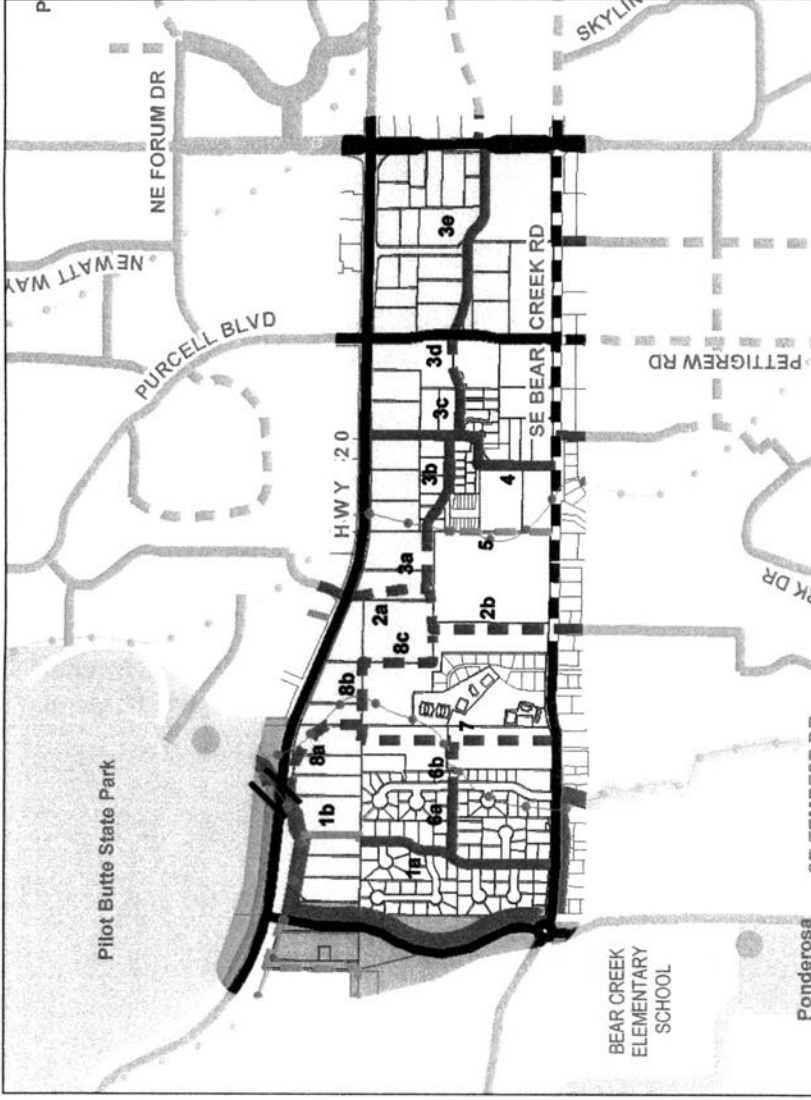 P
SKYLIN
NE FORUM DR
NEWATT WAY
PURCELL BLVD
HWY 20
Pilot Butte State Park
3e
3d
3c
3b
3a
SE BEAR CREEK RD
PETTIGREW RD
4
5
2a
2b
8c
8b
8a
7
6b
6a
1b
1a
RK DR
BEAR CREEK
ELEMENTARY
SCHOOL
Ponderosa